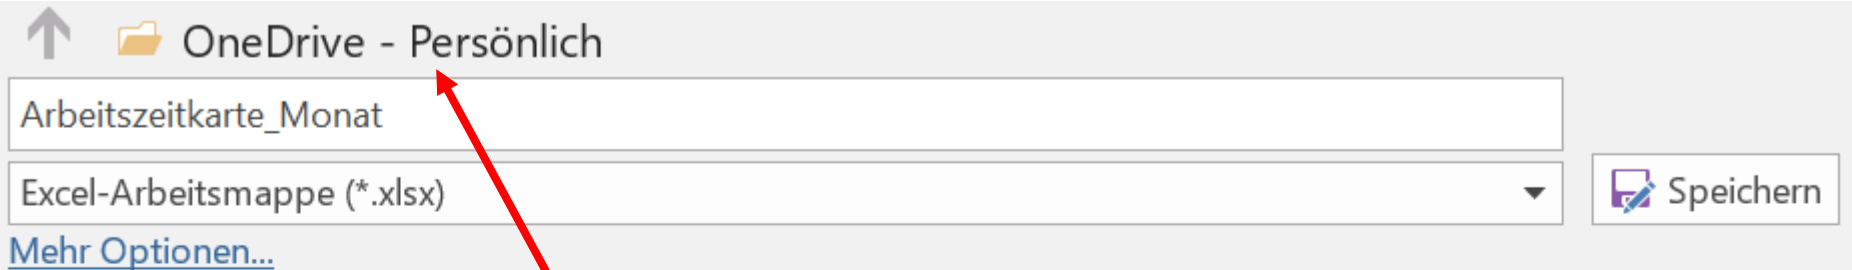 OneDrive - Persönlich
Arbeitszeitkarte_Monat
Excel-Arbeitsmappe (*.xlsx)
Speichern
Mehr Optionen...